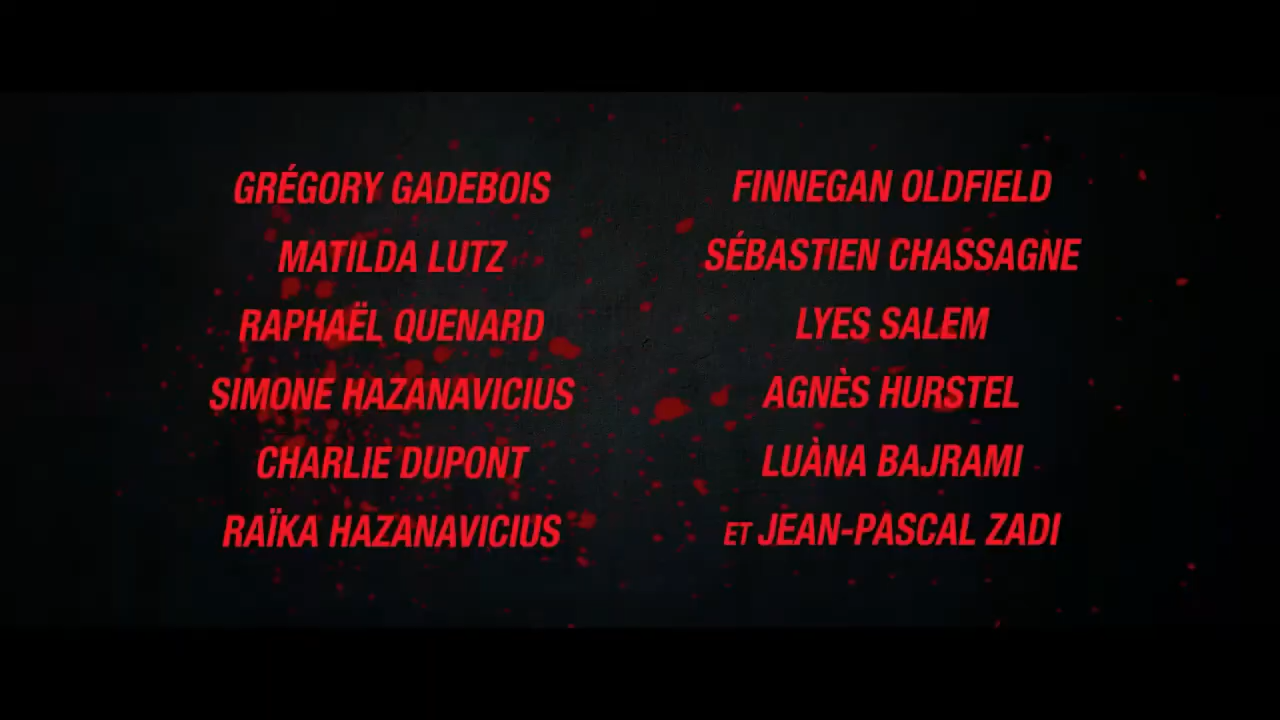 GRÉGORY GADEBOIS
MATILDA LUTZ
RAPHAËL QUENARD
SIMONE HAZANAVICIUS
CHARLIE DUPONT
RAÏKA HAZANAVICIUS
FINNEGAN OLDFIELD
SÉBASTIEN CHASSAGNE
LYES SALEM
AGNÈS HURSTEL
LUÀNA BAJRAMI
ET JEAN-PASCAL ZADI